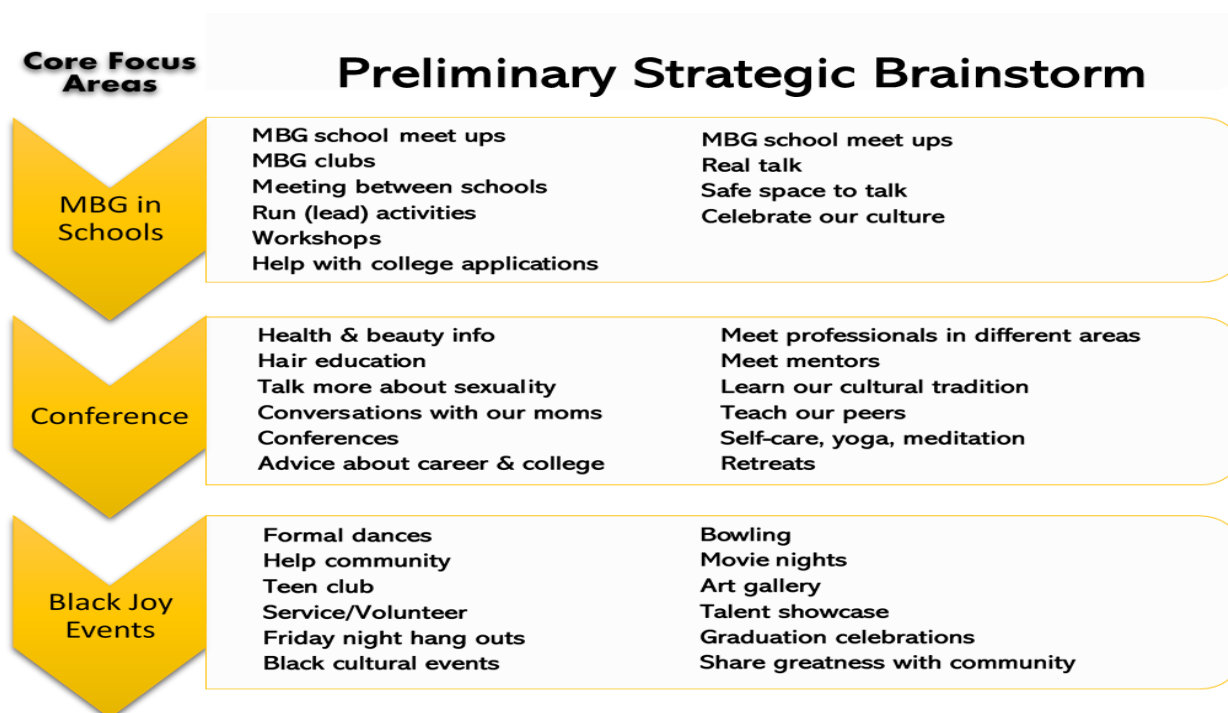 Core Focus
Areas
Preliminary Strategic Brainstorm
MBG in
Schools
MBG school meet ups
MBG clubs
Meeting between schools
Run (lead) activities
Workshops
Help with college applications
MBG school meet ups
Real talk
Safe space to talk
Celebrate our culture
Conference
Health & beauty info
Hair education
Talk more about sexuality
Conversations with our moms
Conferences
Advice about career & college
Meet professionals in different areas
Meet mentors
Learn our cultural tradition
Teach our peers
Self-care, yoga, meditation
Retreats
Black Joy
Events
Formal dances
Help community
Teen club
Service/Volunteer
Friday night hang outs
Black cultural events
Bowling
Movie nights
Art gallery
Talent showcase
Graduation celebrations
Share greatness with community